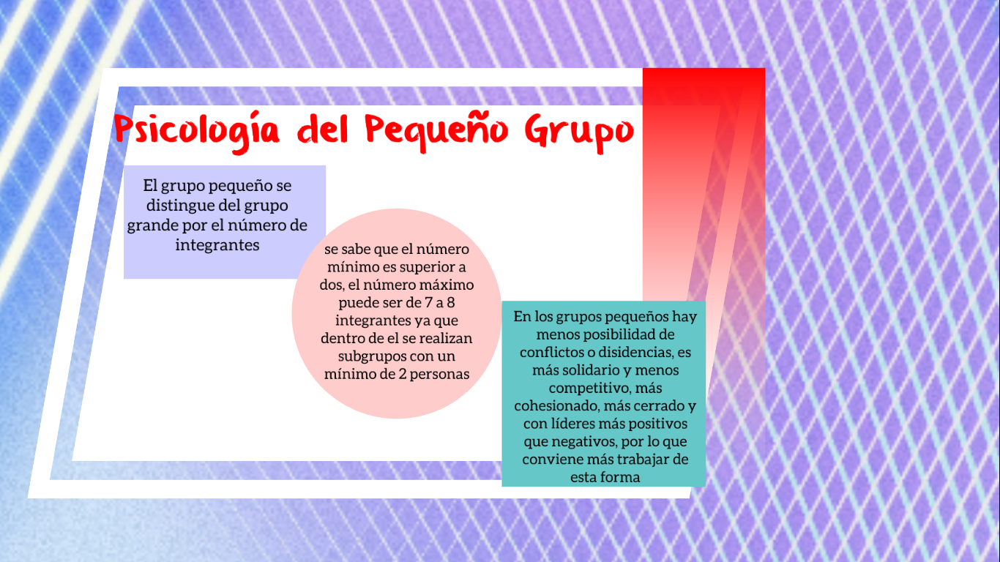 Psicología del Pequeño Grupo
El grupo pequeño se
distingue del grupo
grande por el número de
integrantes
se sabe que el número
mínimo es superior a
dos, el número máximo
puede ser de 7 a 8
integrantes ya que
dentro de el se realizan
subgrupos con un
mínimo de 2 personas
En los grupos pequeños hay
menos posibilidad de
conflictos o disidencias, es
más solidario y menos
competitivo, más
cohesionado, más cerrado y
con líderes más positivos
que negativos, por lo que
conviene más trabajar de
esta forma